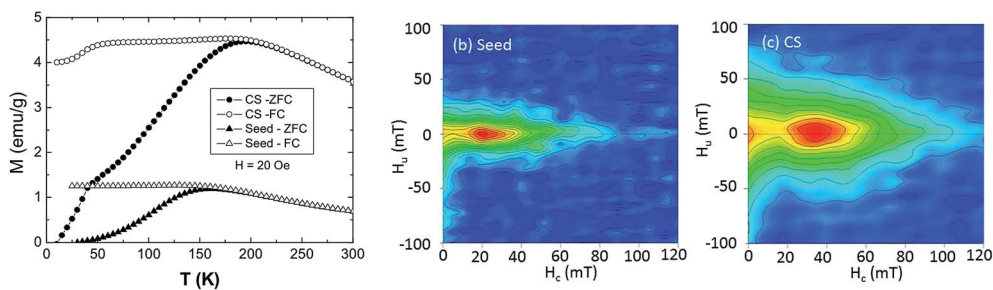 M (emu/g)
5
4
3
2
1
0
CS -ZFC
CS -FC
Seed - ZFC
Seed - FC
H = 20 Oe
0 50 100 150 200 250 300
T (K)
(b) Seed
H_u (mT)
100
50
0
-50
-100
0 20 40 60 80 100 120
H_c (mT)
(c) CS
H_u (mT)
100
50
0
-50
-100
0 20 40 60 80 100 120
H_c (mT)